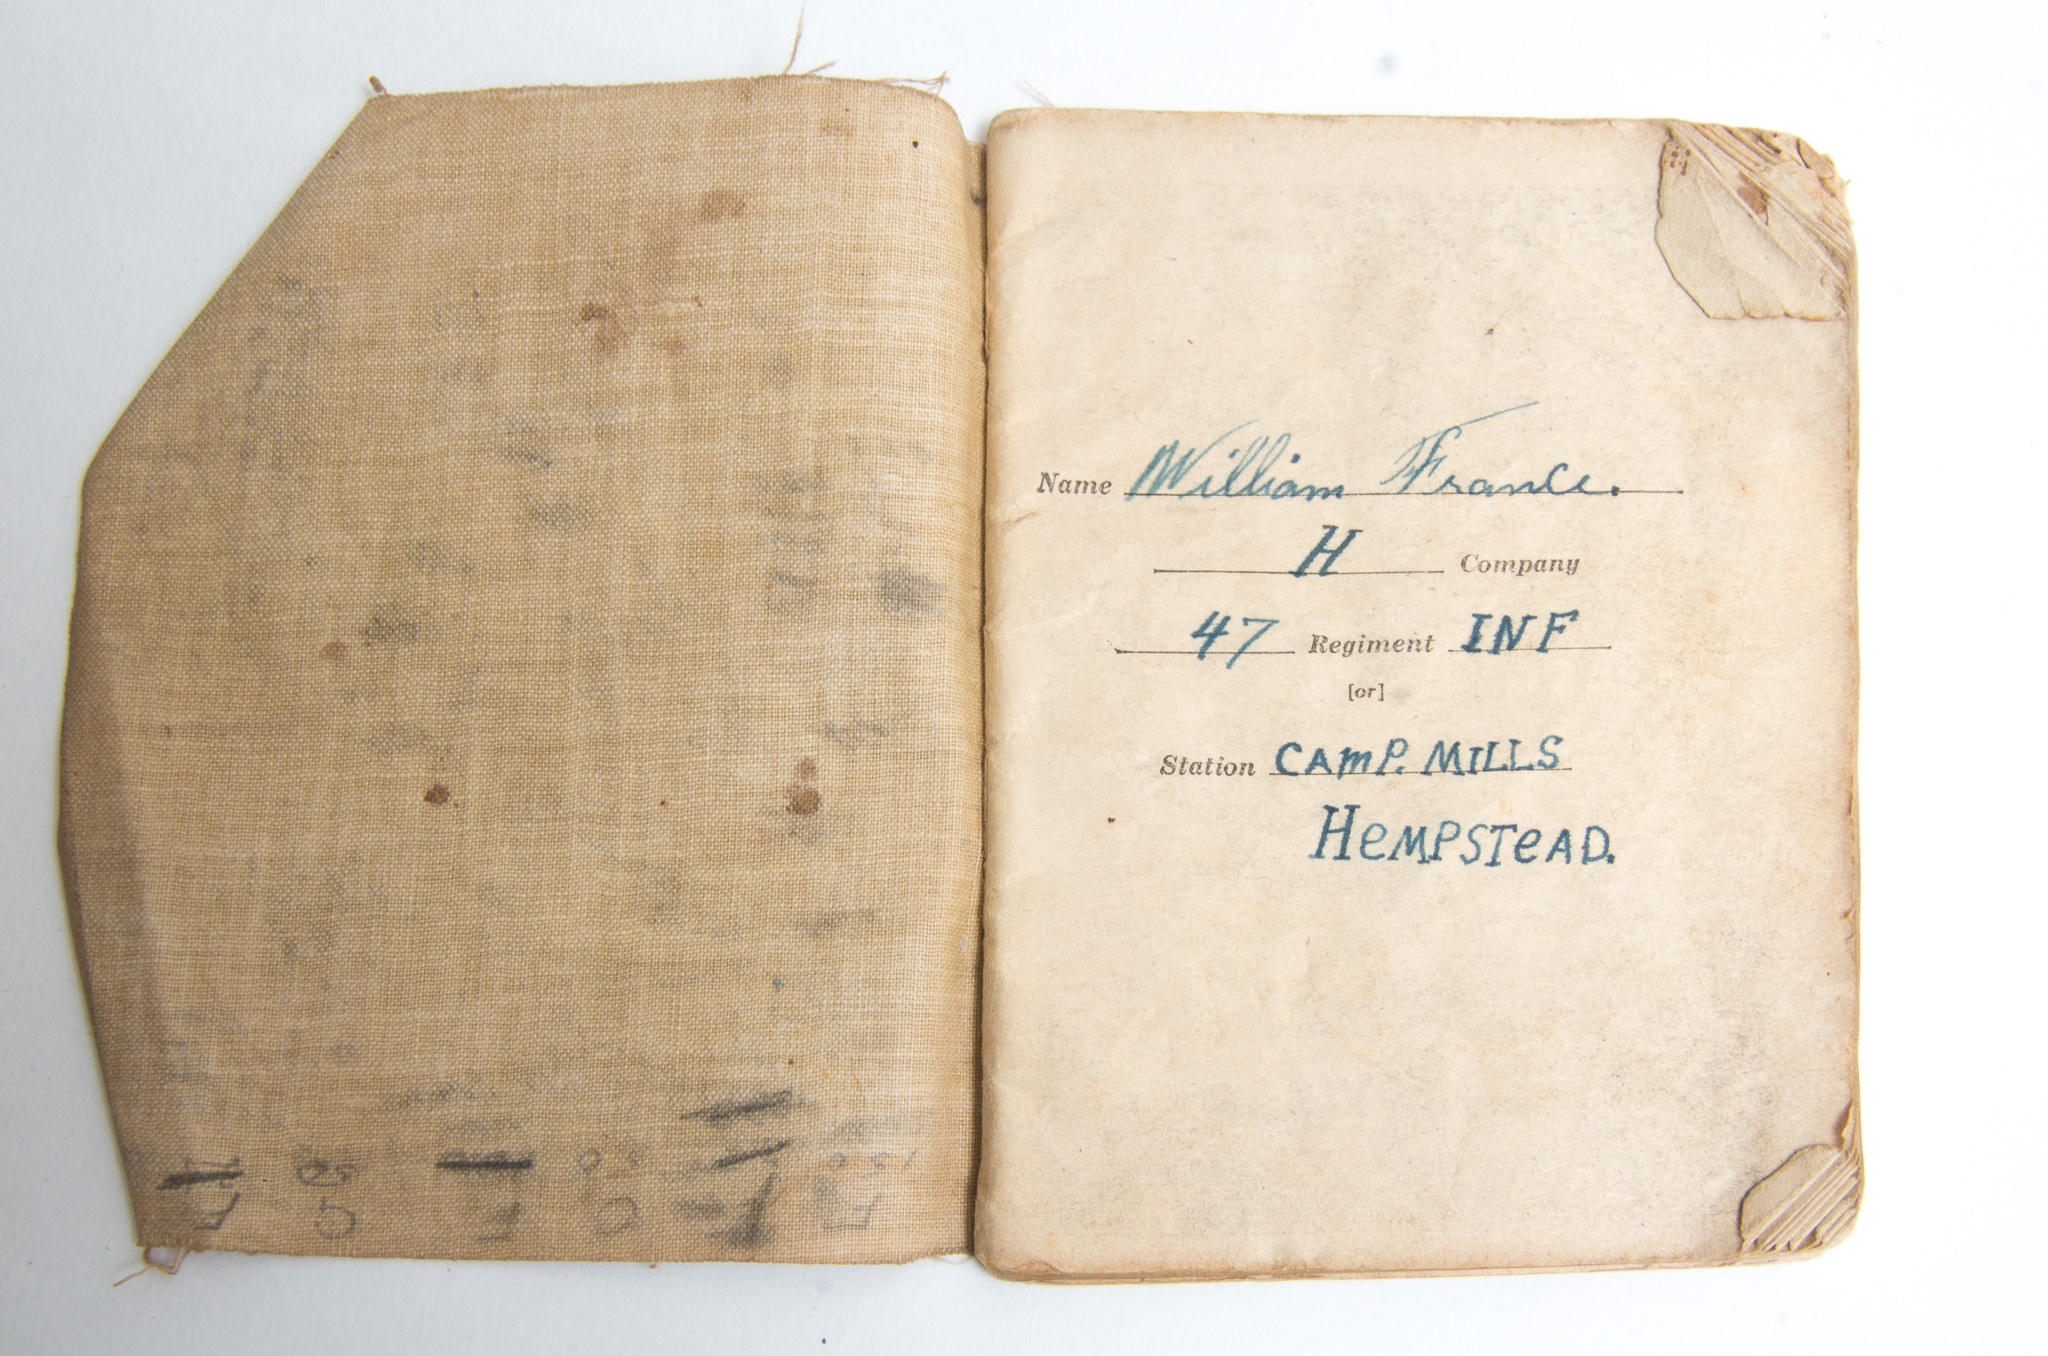 Name William France.
H Company
47 Regiment INF
[or]
Station CAMP. MILLS
HeMPSTeAD.